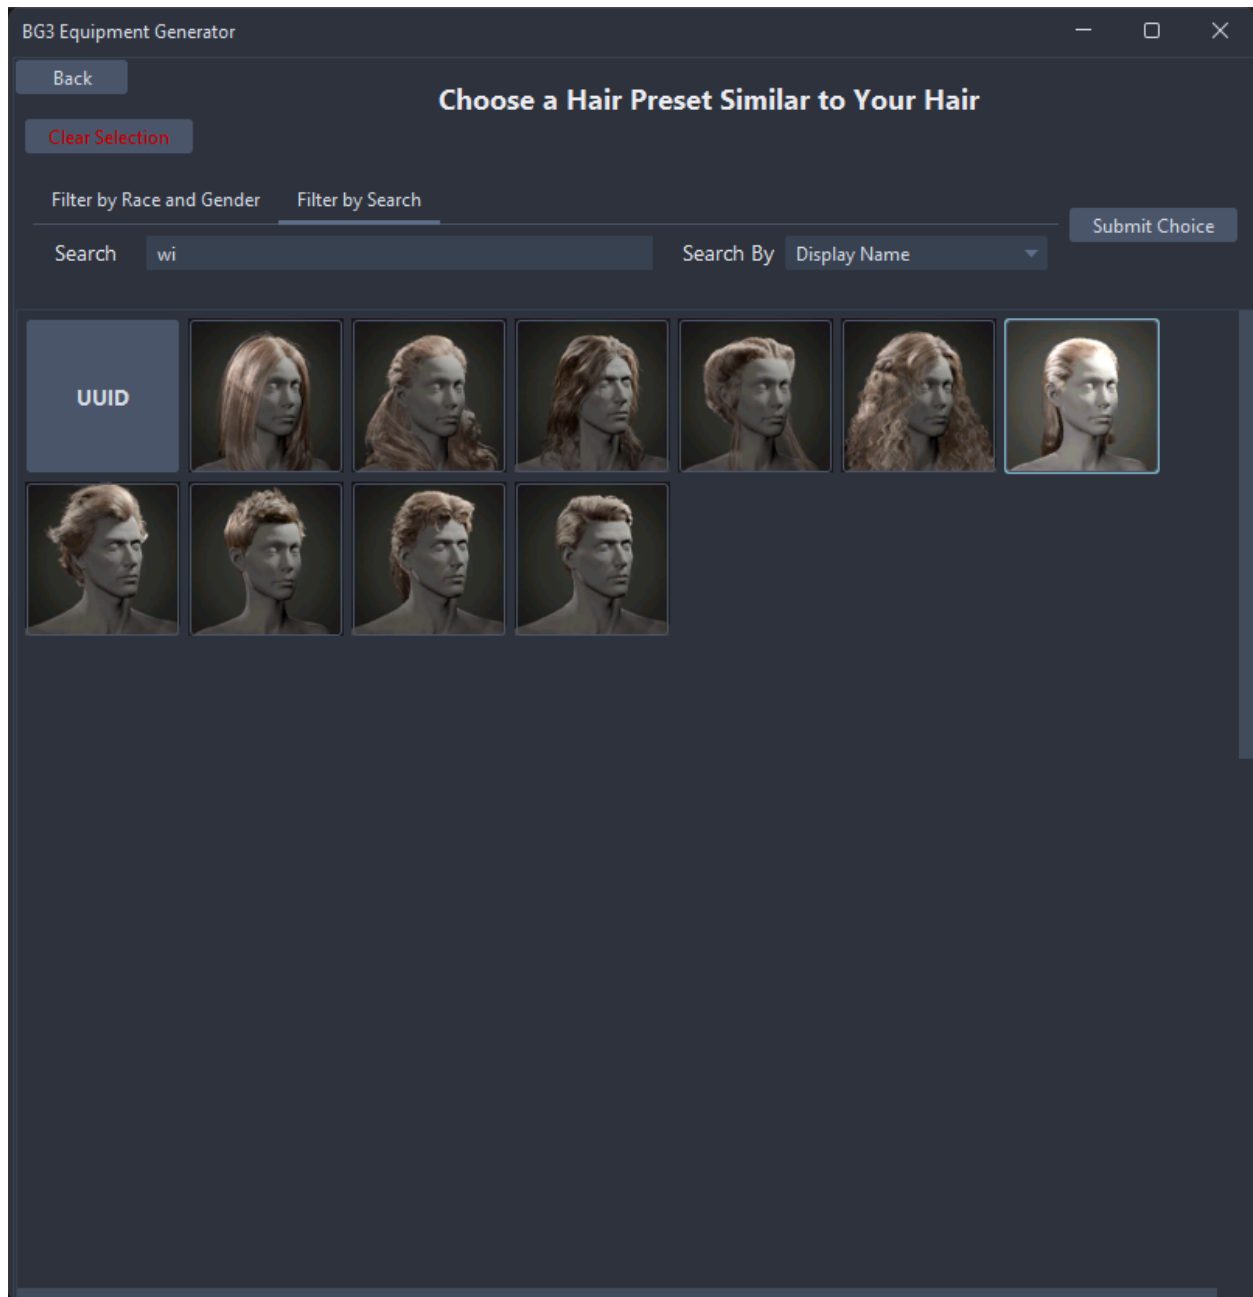 BG3 Equipment Generator
Back
Choose a Hair Preset Similar to Your Hair
Clear Selection
Filter by Race and Gender
Filter by Search
Submit Choice
Search
wi
Search By
Display Name
UUID